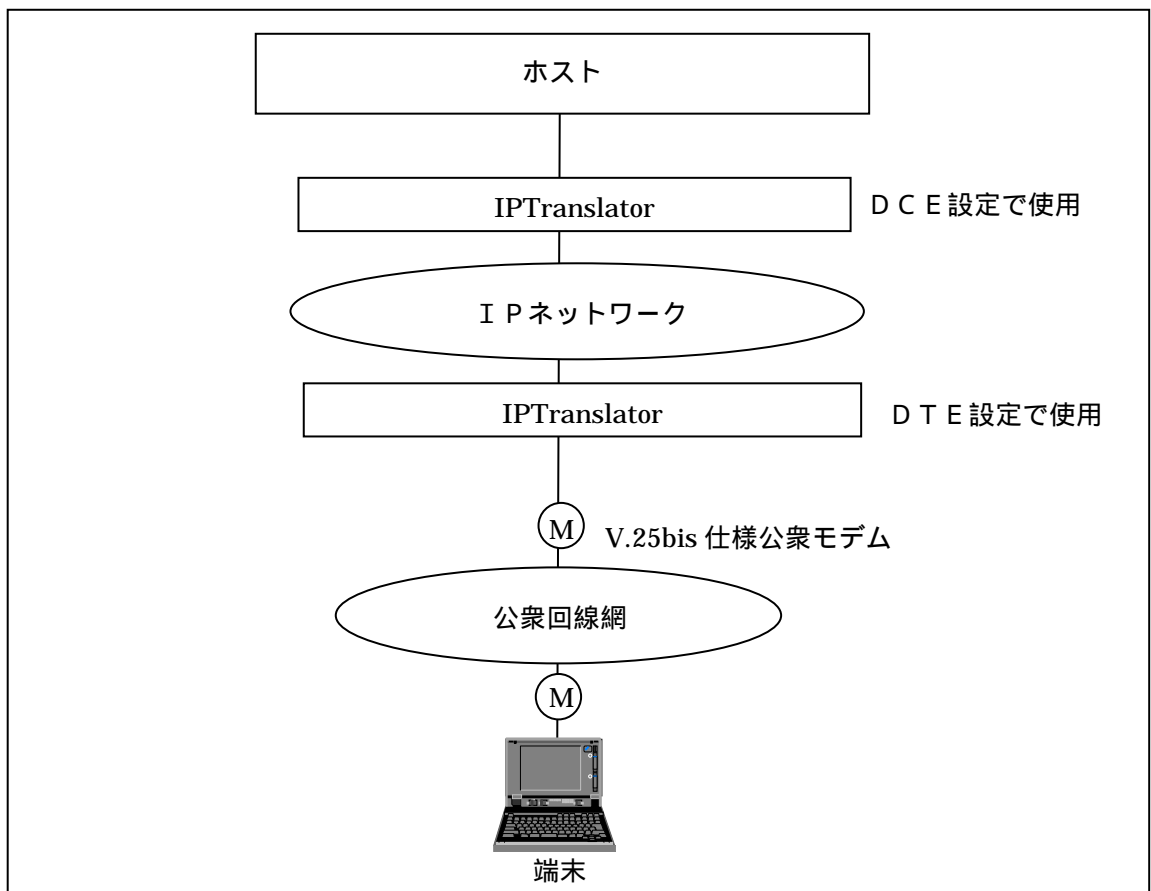 ホスト
IPTranslator
ＤＣＥ設定で使用
ＩＰネットワーク
IPTranslator
ＤＴＥ設定で使用
M
V.25bis 仕様公衆モデム
公衆回線網
M
端末